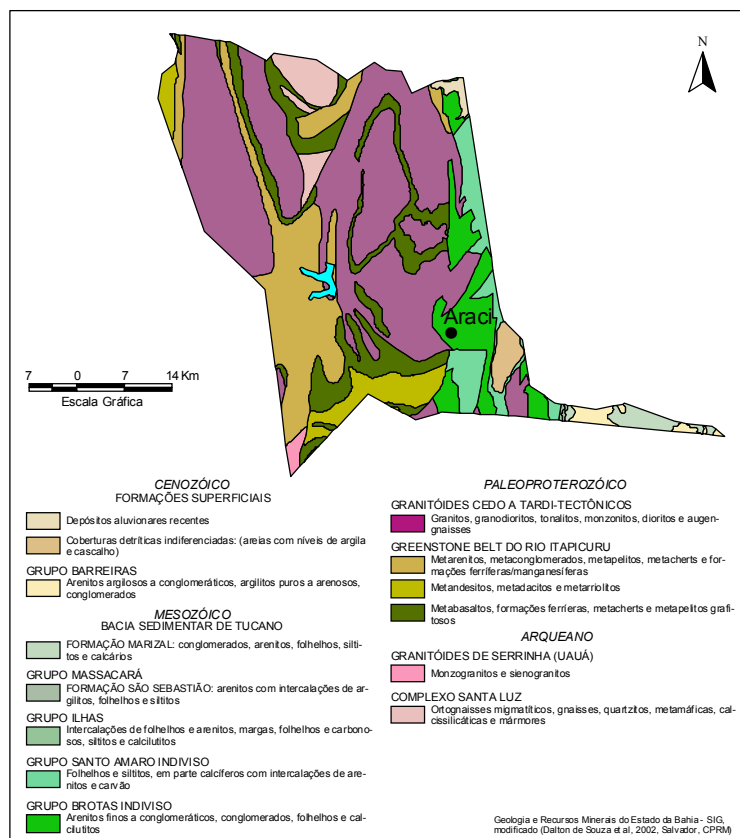 N
Araci
7 0 7 14 Km
Escala Gráfica
CENOZÓICO
FORMAÇÕES SUPERFICIAIS
Depósitos aluvionares recentes
Coberturas detríticas indiferenciadas: (areias com níveis de argila
e cascalho)
GRUPO BARREIRAS
Arenitos argilosos a conglomeráticos, argilitos puros a arenosos,
conglomerados
MESOZÓICO
BACIA SEDIMENTAR DE TUCANO
FORMAÇÃO MARIZAL: conglomerados, arenitos, folhelhos, silti-
tos e calcários
GRUPO MASSACARÁ
FORMAÇÃO SÃO SEBASTIÃO: arenitos com intercalações de ar-
gilitos, folhelhos e siltitos
GRUPO ILHAS
Intercalações de folhelhos e arenitos, margas, folhelhos e carbono-
sos, siltitos e calcilutitos
GRUPO SANTO AMARO INDIVISO
Folhelhos e siltitos, em parte calcíferos com intercalações de are-
nitos e carvão
GRUPO BROTAS INDIVISO
Arenitos finos a conglomeráticos, conglomerados, folhelhos e cal-
cilutitos
PALEOPROTEROZÓICO
GRANITÓIDES CEDO A TARDI-TECTÔNICOS
Granitos, granodioritos, tonalitos, monzonitos, dioritos e augen-
gnaisses
GREENSTONE BELT DO RIO ITAPICURU
Metarenitos, metaconglomerados, metapelitos, metacherts e for-
mações ferríferas/manganesíferas
Metandesitos, metadacitos e metarriolitos
Metabasaltos, formações ferríeras, metacherts e metapelitos grafi-
tosos
ARQUEANO
GRANITÓIDES DE SERRINHA (UAUÁ)
Monzogranitos e sienogranitos
COMPLEXO SANTA LUZ
Ortognaisses migmatíticos, gnaisses, quartzitos, metamáficas, cal-
cissilicáticas e mármores
Geologia e Recursos Minerais do Estado da Bahia - SIG,
modificado (Dalton de Souza et al, 2002, Salvador, CPRM)